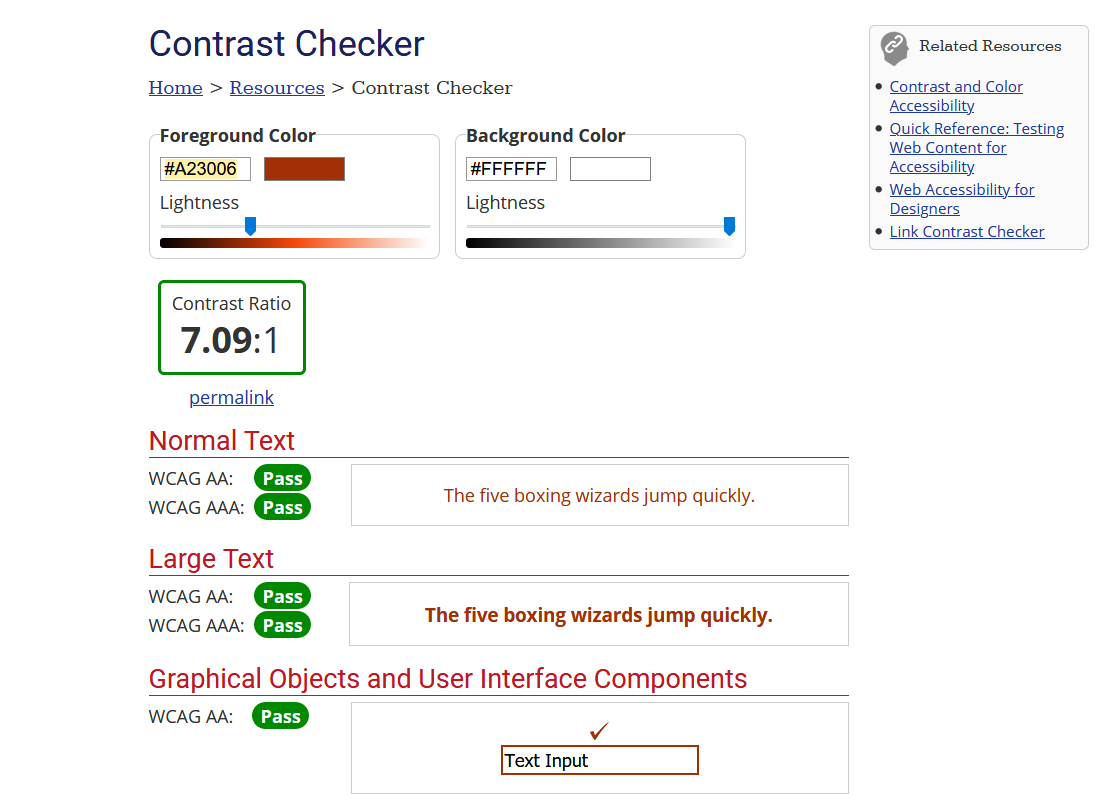 Contrast Checker
Home > Resources > Contrast Checker
Foreground Color
#A23006
Lightness
Background Color
#FFFFFF
Lightness
Contrast Ratio
7.09:1
permalink
Normal Text
WCAG AA: Pass
WCAG AAA: Pass
The five boxing wizards jump quickly.
Large Text
WCAG AA: Pass
WCAG AAA: Pass
The five boxing wizards jump quickly.
Graphical Objects and User Interface Components
WCAG AA: Pass
Text Input
Related Resources
Contrast and Color
Accessibility
Quick Reference: Testing
Web Content for
Accessibility
Web Accessibility for
Designers
Link Contrast Checker